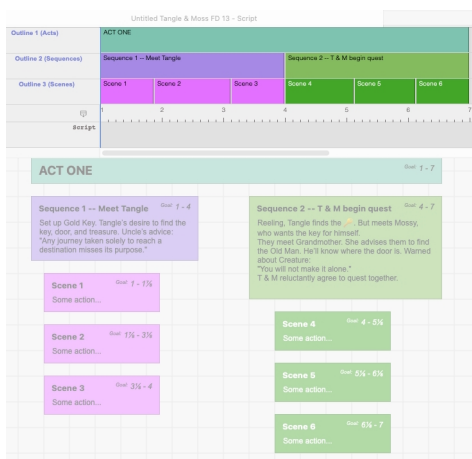 Untitled Tangle & Moss FD 13 - Script
Outline 1 (Acts)
ACT ONE
Outline 2 (Sequences)
Sequence 1 -- Meet Tangle
Sequence 2 -- T & M begin quest
Outline 3 (Scenes)
Scene 1
Scene 2
Scene 3
Scene 4
Scene 5
Scene 6
1 2 3 4 5 6 7
Script
ACT ONE
Goal: 1 - 7
Sequence 1 -- Meet Tangle
Goal: 1 - 4
Set up Gold Key. Tangle's desire to find the
key, door, and treasure. Uncle's advice:
"Any journey taken solely to reach a
destination misses its purpose."
Sequence 2 -- T & M begin quest
Goal: 4 - 7
Reeling, Tangle finds the 🔑. But meets Mossy,
who wants the key for himself.
They meet Grandmother. She advises them to find
the Old Man. He'll know where the door is. Warned
about Creature:
"You will not make it alone."
T & M reluctantly agree to quest together.
Scene 1
Goal: 1 - 1⅞
Some action...
Scene 2
Goal: 1⅞ - 3⅛
Some action...
Scene 3
Goal: 3⅛ - 4
Some action...
Scene 4
Goal: 4 - 5⅛
Some action...
Scene 5
Goal: 5⅛ - 6⅛
Some action...
Scene 6
Goal: 6⅛ - 7
Some action...